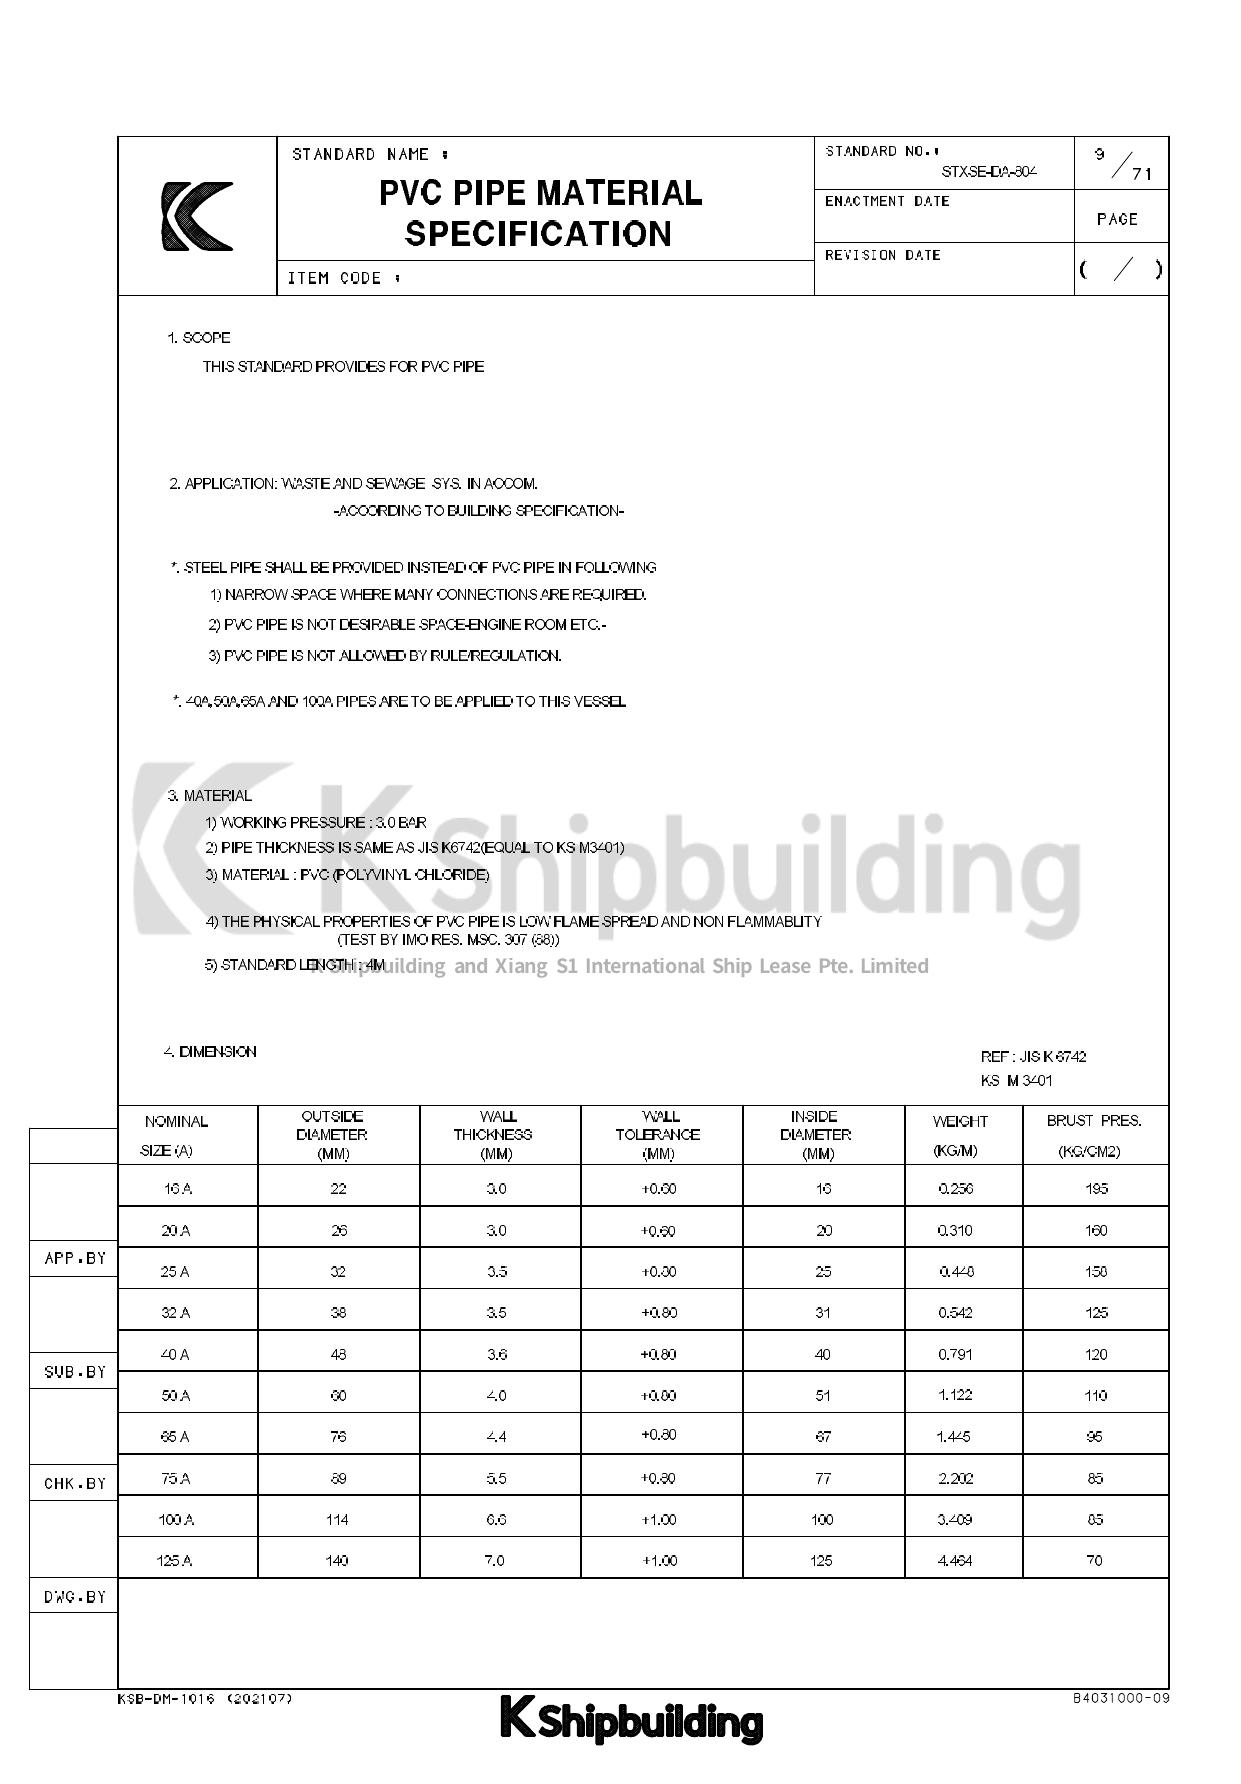 STANDARD NAME :
PVC PIPE MATERIAL
SPECIFICATION
ITEM CODE :
STANDARD NO.:
STXSE-DA-804
ENACTMENT DATE
REVISION DATE
9 / 71
PAGE
( / )
1. SCOPE
THIS STANDARD PROVIDES FOR PVC PIPE
2. APPLICATION: WASTE AND SEWAGE SYS. IN ACCOM.
-ACCORDING TO BUILDING SPECIFICATION-
*. STEEL PIPE SHALL BE PROVIDED INSTEAD OF PVC PIPE IN FOLLOWING
1) NARROW SPACE WHERE MANY CONNECTIONS ARE REQUIRED.
2) PVC PIPE IS NOT DESIRABLE SPACE-ENGINE ROOM ETC.-
3) PVC PIPE IS NOT ALLOWED BY RULE/REGULATION.
*. 40A,50A,65A AND 100A PIPES ARE TO BE APPLIED TO THIS VESSEL
K Shipbuilding
3. MATERIAL
1) WORKING PRESSURE : 3.0 BAR
2) PIPE THICKNESS IS SAME AS JIS K6742(EQUAL TO KS M3401)
3) MATERIAL : PVC (POLYVINYL CHLORIDE)
4) THE PHYSICAL PROPERTIES OF PVC PIPE IS LOW FLAME-SPREAD AND NON FLAMMABLITY
(TEST BY IMO RES. MSC. 307 (88))
5) STANDARD LENGTH : 4M
K Shipbuilding and Xiang S1 International Ship Lease Pte. Limited
4. DIMENSION
REF : JIS K 6742
KS M 3401
NOMINAL SIZE (A) OUTSIDE DIAMETER (MM) WALL THICKNESS (MM) WALL TOLERANCE (MM) INSIDE DIAMETER (MM) WEIGHT (KG/M) BRUST PRES. (KG/CM2)
16 A 22 3.0 +0.60 16 0.256 195
20 A 26 3.0 +0.60 20 0.310 160
25 A 32 3.5 +0.80 25 0.448 158
32 A 38 3.5 +0.80 31 0.542 125
40 A 48 3.6 +0.80 40 0.791 120
50 A 60 4.0 +0.80 51 1.122 110
65 A 76 4.4 +0.80 67 1.445 95
75 A 89 5.5 +0.80 77 2.202 85
100 A 114 6.6 +1.00 100 3.409 85
125 A 140 7.0 +1.00 125 4.464 70
APP.BY
SUB.BY
CHK.BY
DWG.BY
KSB-DM-1016 (202107)
K Shipbuilding
B4031000-09